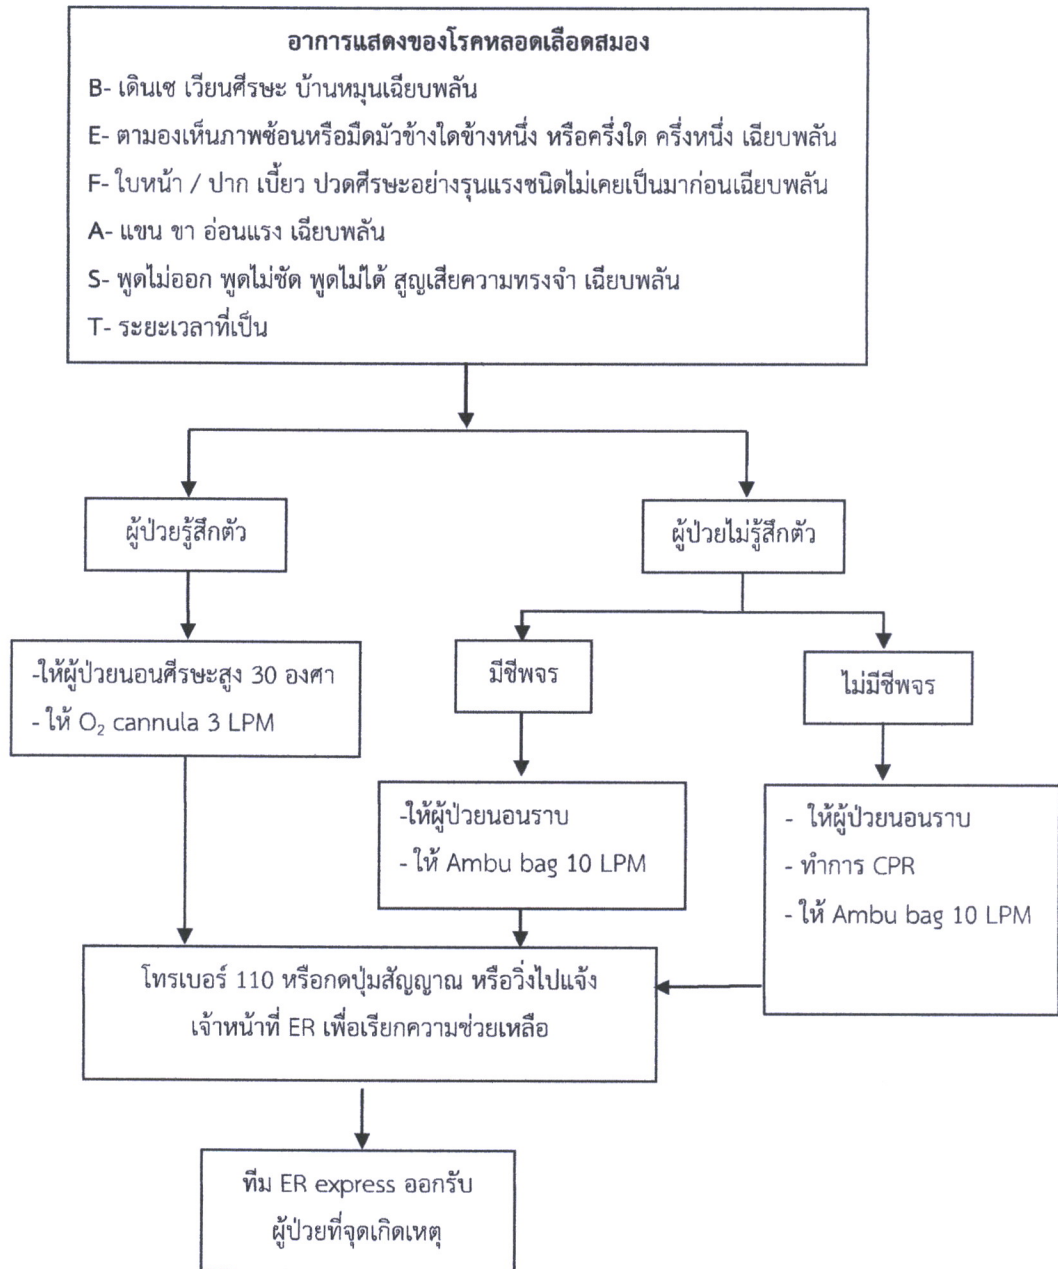 อาการแสดงของโรคหลอดเลือดสมอง
B- เดินเซ เวียนศีรษะ บ้านหมุนเฉียบพลัน
E- ตามองเห็นภาพซ้อนหรือมืดมัวข้างใดข้างหนึ่ง หรือครึ่งใด ครึ่งหนึ่ง เฉียบพลัน
F- ใบหน้า / ปาก เบี้ยว ปวดศีรษะอย่างรุนแรงชนิดไม่เคยเป็นมาก่อนเฉียบพลัน
A- แขน ขา อ่อนแรง เฉียบพลัน
S- พูดไม่ออก พูดไม่ชัด พูดไม่ได้ สูญเสียความทรงจำ เฉียบพลัน
T- ระยะเวลาที่เป็น
ผู้ป่วยรู้สึกตัว
ผู้ป่วยไม่รู้สึกตัว
-ให้ผู้ป่วยนอนศีรษะสูง 30 องศา
- ให้ O₂ cannula 3 LPM
มีชีพจร
ไม่มีชีพจร
-ให้ผู้ป่วยนอนราบ
- ให้ Ambu bag 10 LPM
- ให้ผู้ป่วยนอนราบ
- ทำการ CPR
- ให้ Ambu bag 10 LPM
โทรเบอร์ 110 หรือกดปุ่มสัญญาณ หรือวิ่งไปแจ้ง
เจ้าหน้าที่ ER เพื่อเรียกความช่วยเหลือ
ทีม ER express ออกรับ
ผู้ป่วยที่จุดเกิดเหตุ